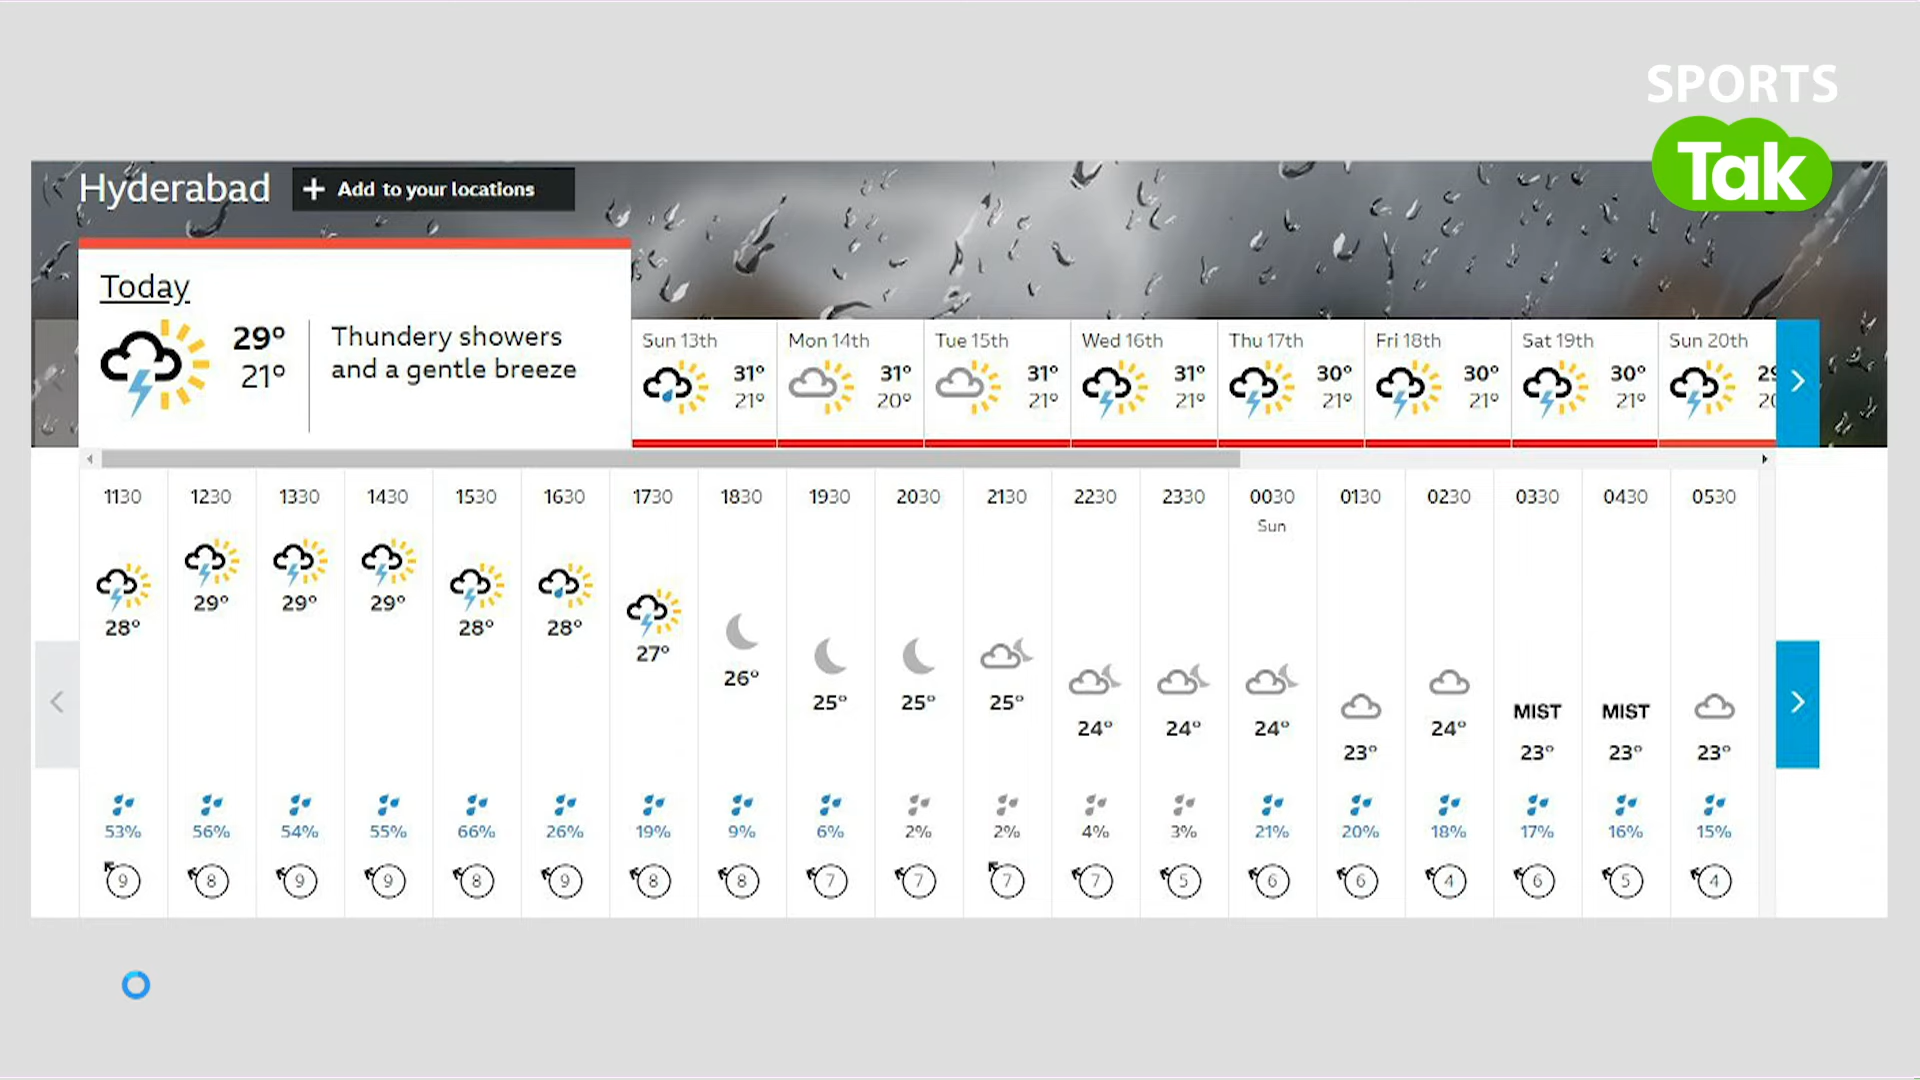 SPORTS
Tak
Hyderabad
+ Add to your locations
Today
29° 21°
Thundery showers
and a gentle breeze
Sun 13th 31° 21°
Mon 14th 31° 20°
Tue 15th 31° 21°
Wed 16th 31° 21°
Thu 17th 30° 21°
Fri 18th 30° 21°
Sat 19th 30° 21°
Sun 20th
1130 1230 1330 1430 1530 1630 1730 1830 1930 2030 2130 2230 2330 0030 0130 0230 0330 0430 0530
Sun
MIST MIST
28° 29° 29° 29° 28° 28° 27° 26° 25° 25° 25° 24° 24° 24° 23° 24° 23° 23° 23°
53% 56% 54% 55% 66% 26% 19% 9% 6% 2% 2% 4% 3% 21% 20% 18% 17% 16% 15%
9 8 9 9 8 9 8 8 7 7 7 7 5 6 6 4 6 5 4